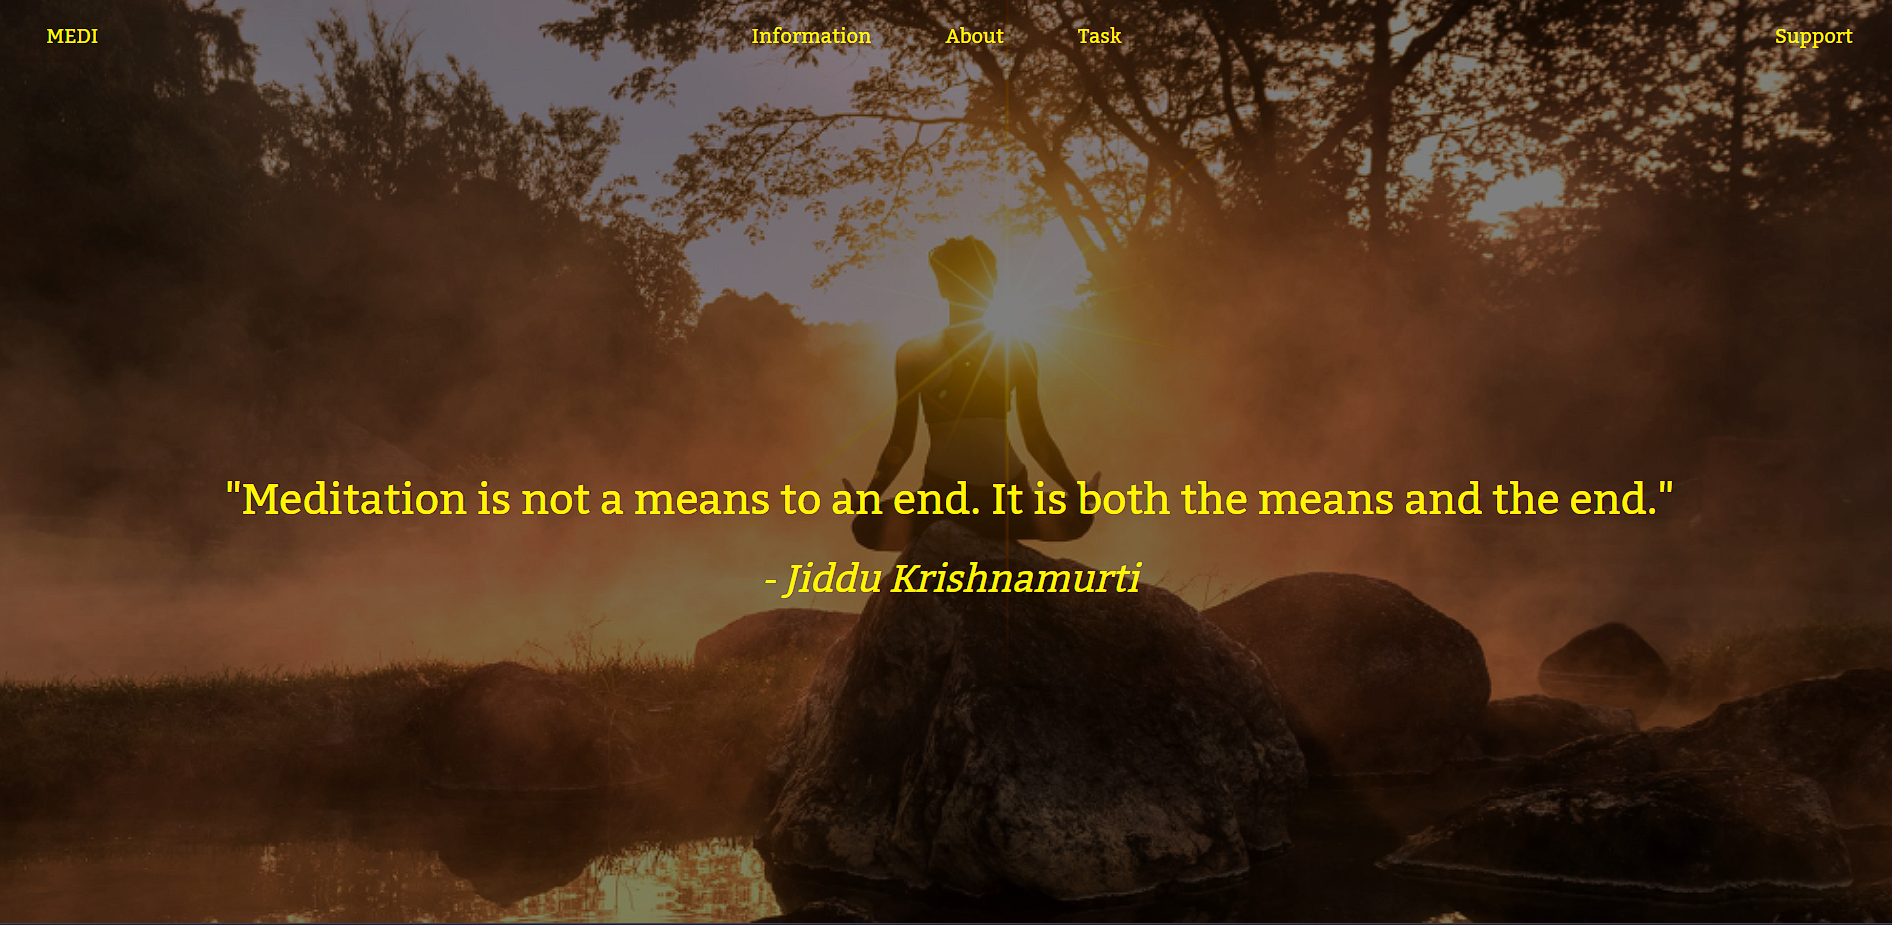 MEDI
Information About Task
Support
"Meditation is not a means to an end. It is both the means and the end."
- Jiddu Krishnamurti